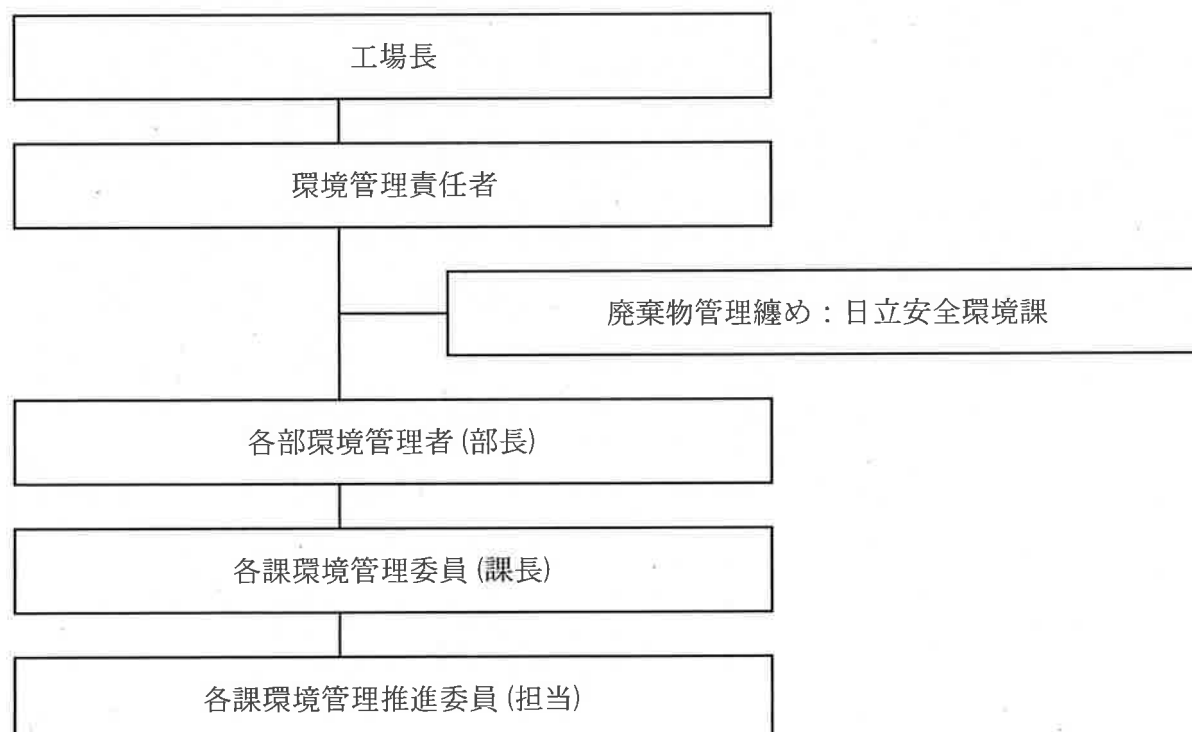 工場長
環境管理責任者
廃棄物管理纏め：日立安全環境課
各部環境管理者(部長)
各課環境管理委員(課長)
各課環境管理推進委員(担当)